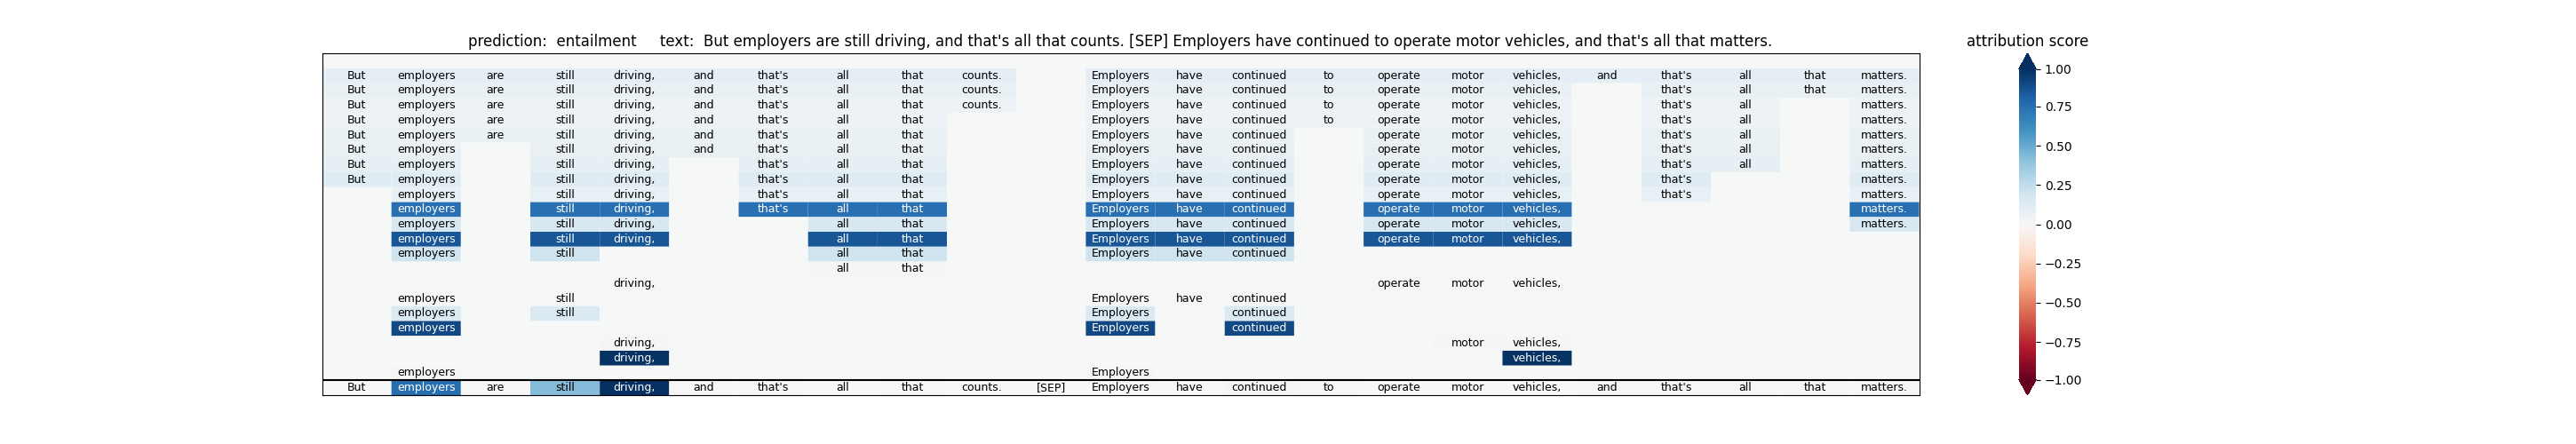 prediction: entailment text: But employers are still driving, and that's all that counts. [SEP] Employers have continued to operate motor vehicles, and that's all that matters.
attribution score
But employers are still driving, and that's all that counts. Employers have continued to operate motor vehicles, and that's all that matters.
But employers are still driving, and that's all that counts. Employers have continued to operate motor vehicles, that's all that matters.
But employers are still driving, and that's all that counts. Employers have continued to operate motor vehicles, that's all matters.
But employers are still driving, and that's all that Employers have continued to operate motor vehicles, that's all matters.
But employers are still driving, and that's all that Employers have continued operate motor vehicles, that's all matters.
But employers still driving, and that's all that Employers have continued operate motor vehicles, that's all matters.
But employers still driving, that's all that Employers have continued operate motor vehicles, that's all matters.
But employers still driving, that's all that Employers have continued operate motor vehicles, that's matters.
employers still driving, that's all that Employers have continued operate motor vehicles, that's matters.
employers still driving, that's all that Employers have continued operate motor vehicles, matters.
employers still driving, all that Employers have continued operate motor vehicles, matters.
employers still driving, all that Employers have continued operate motor vehicles,
employers still all that Employers have continued
all that
driving, operate motor vehicles,
employers still Employers have continued
employers still Employers continued
employers Employers continued
driving, motor vehicles,
driving, vehicles,
employers Employers
But employers are still driving, and that's all that counts. [SEP] Employers have continued to operate motor vehicles, and that's all that matters.
1.00
0.75
0.50
0.25
0.00
−0.25
−0.50
−0.75
−1.00